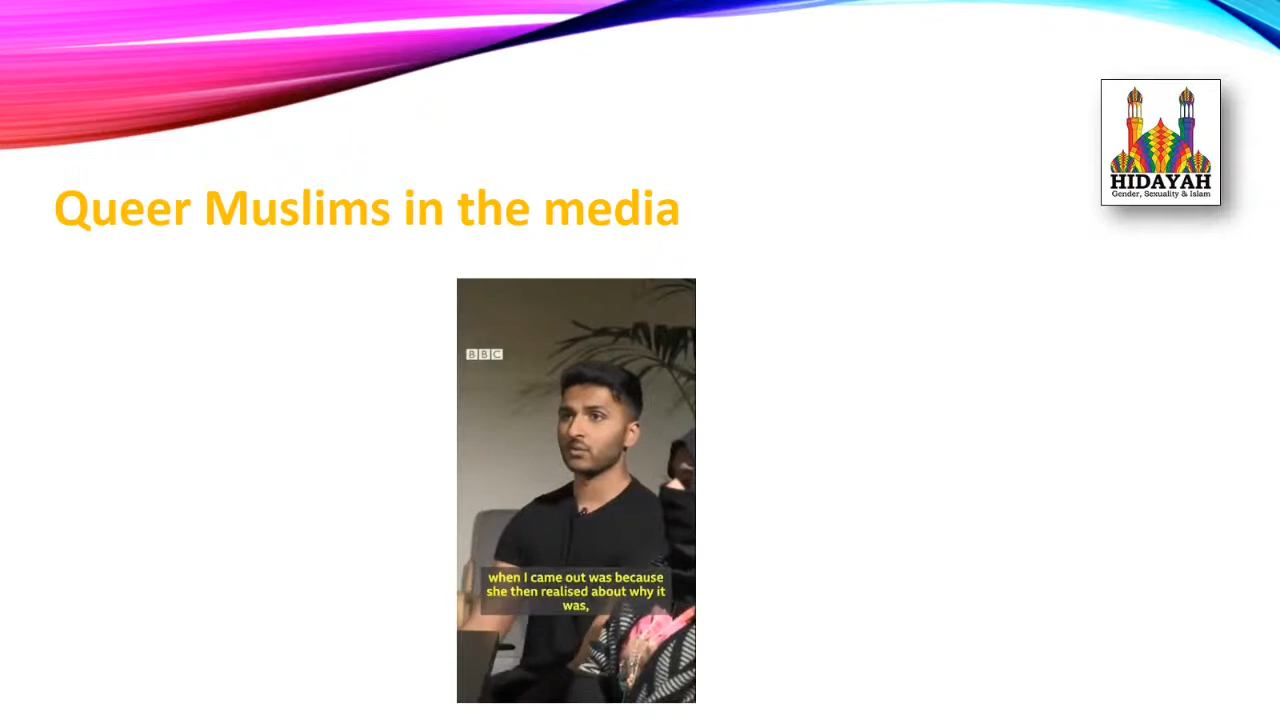 HIDAYAH
Gender, Sexuality & Islam
Queer Muslims in the media
BBC
when I came out was because
she then realised about why it
was,